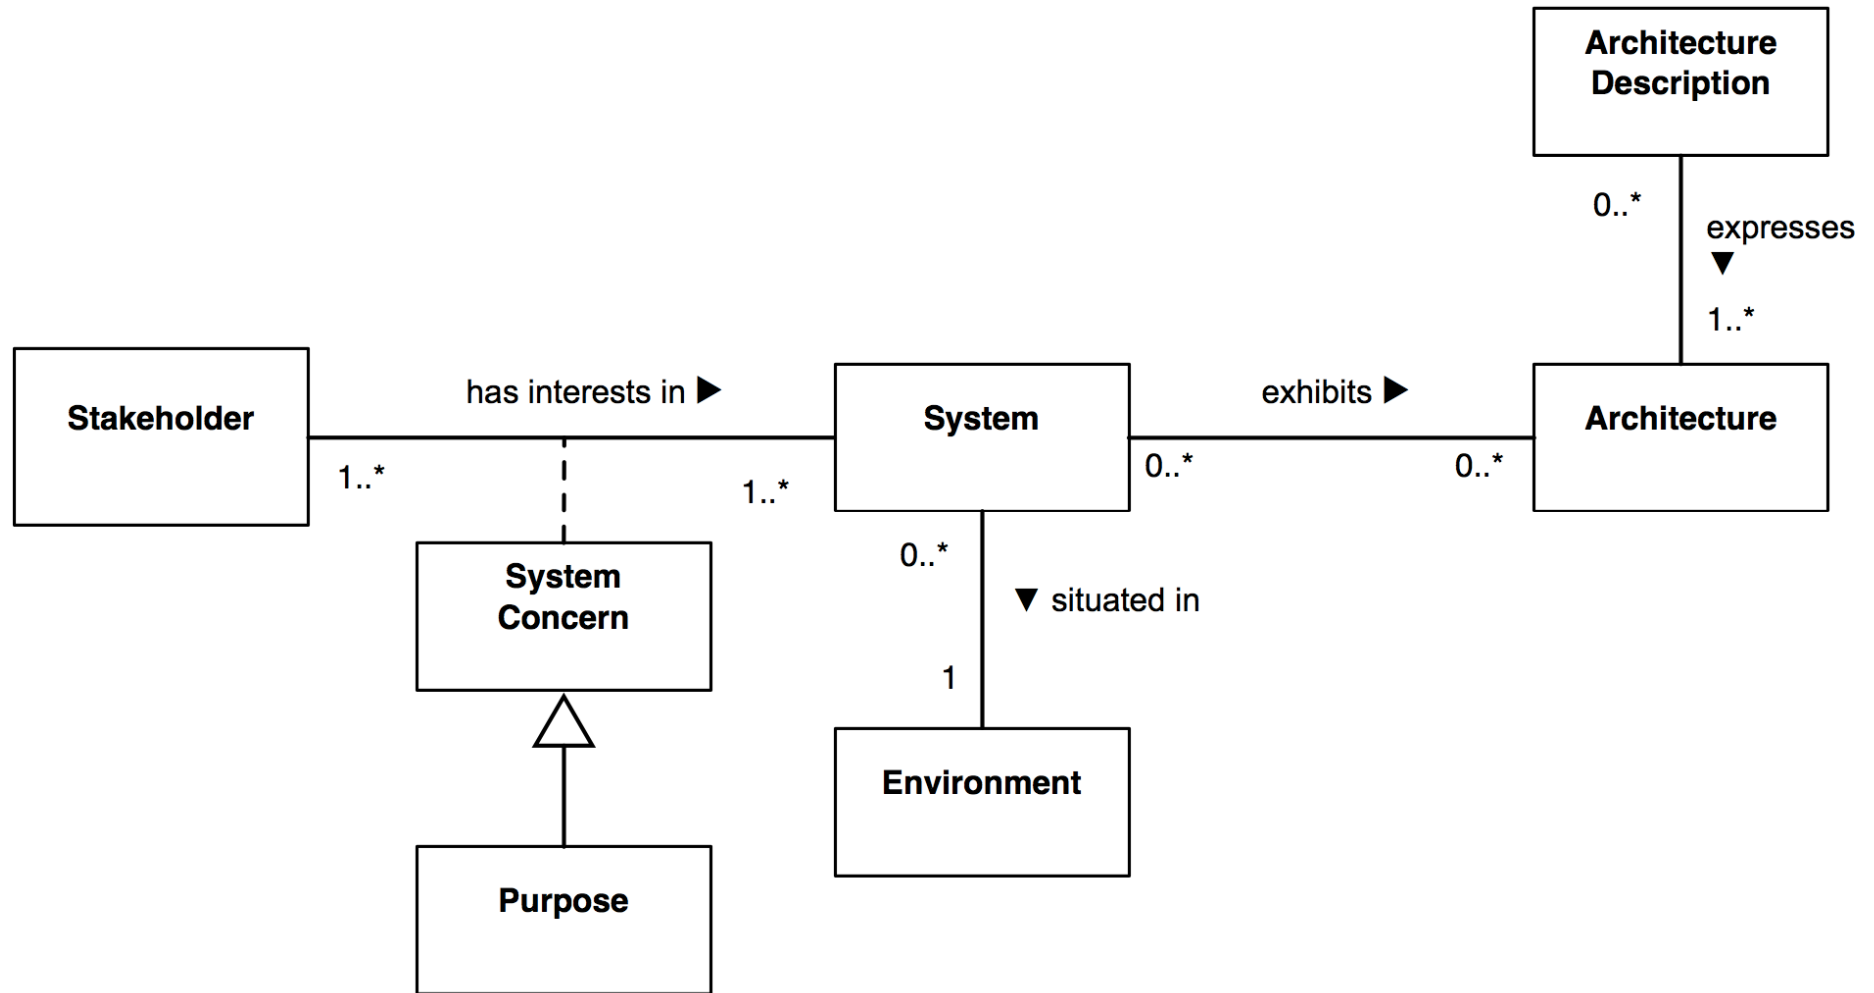 Architecture
Description
0..*
expresses
▼
1..*
Stakeholder
has interests in ▶
System
exhibits ▶
Architecture
1..*
1..*
0..*
0..*
System
Concern
0..*
▼ situated in
1
Environment
Purpose